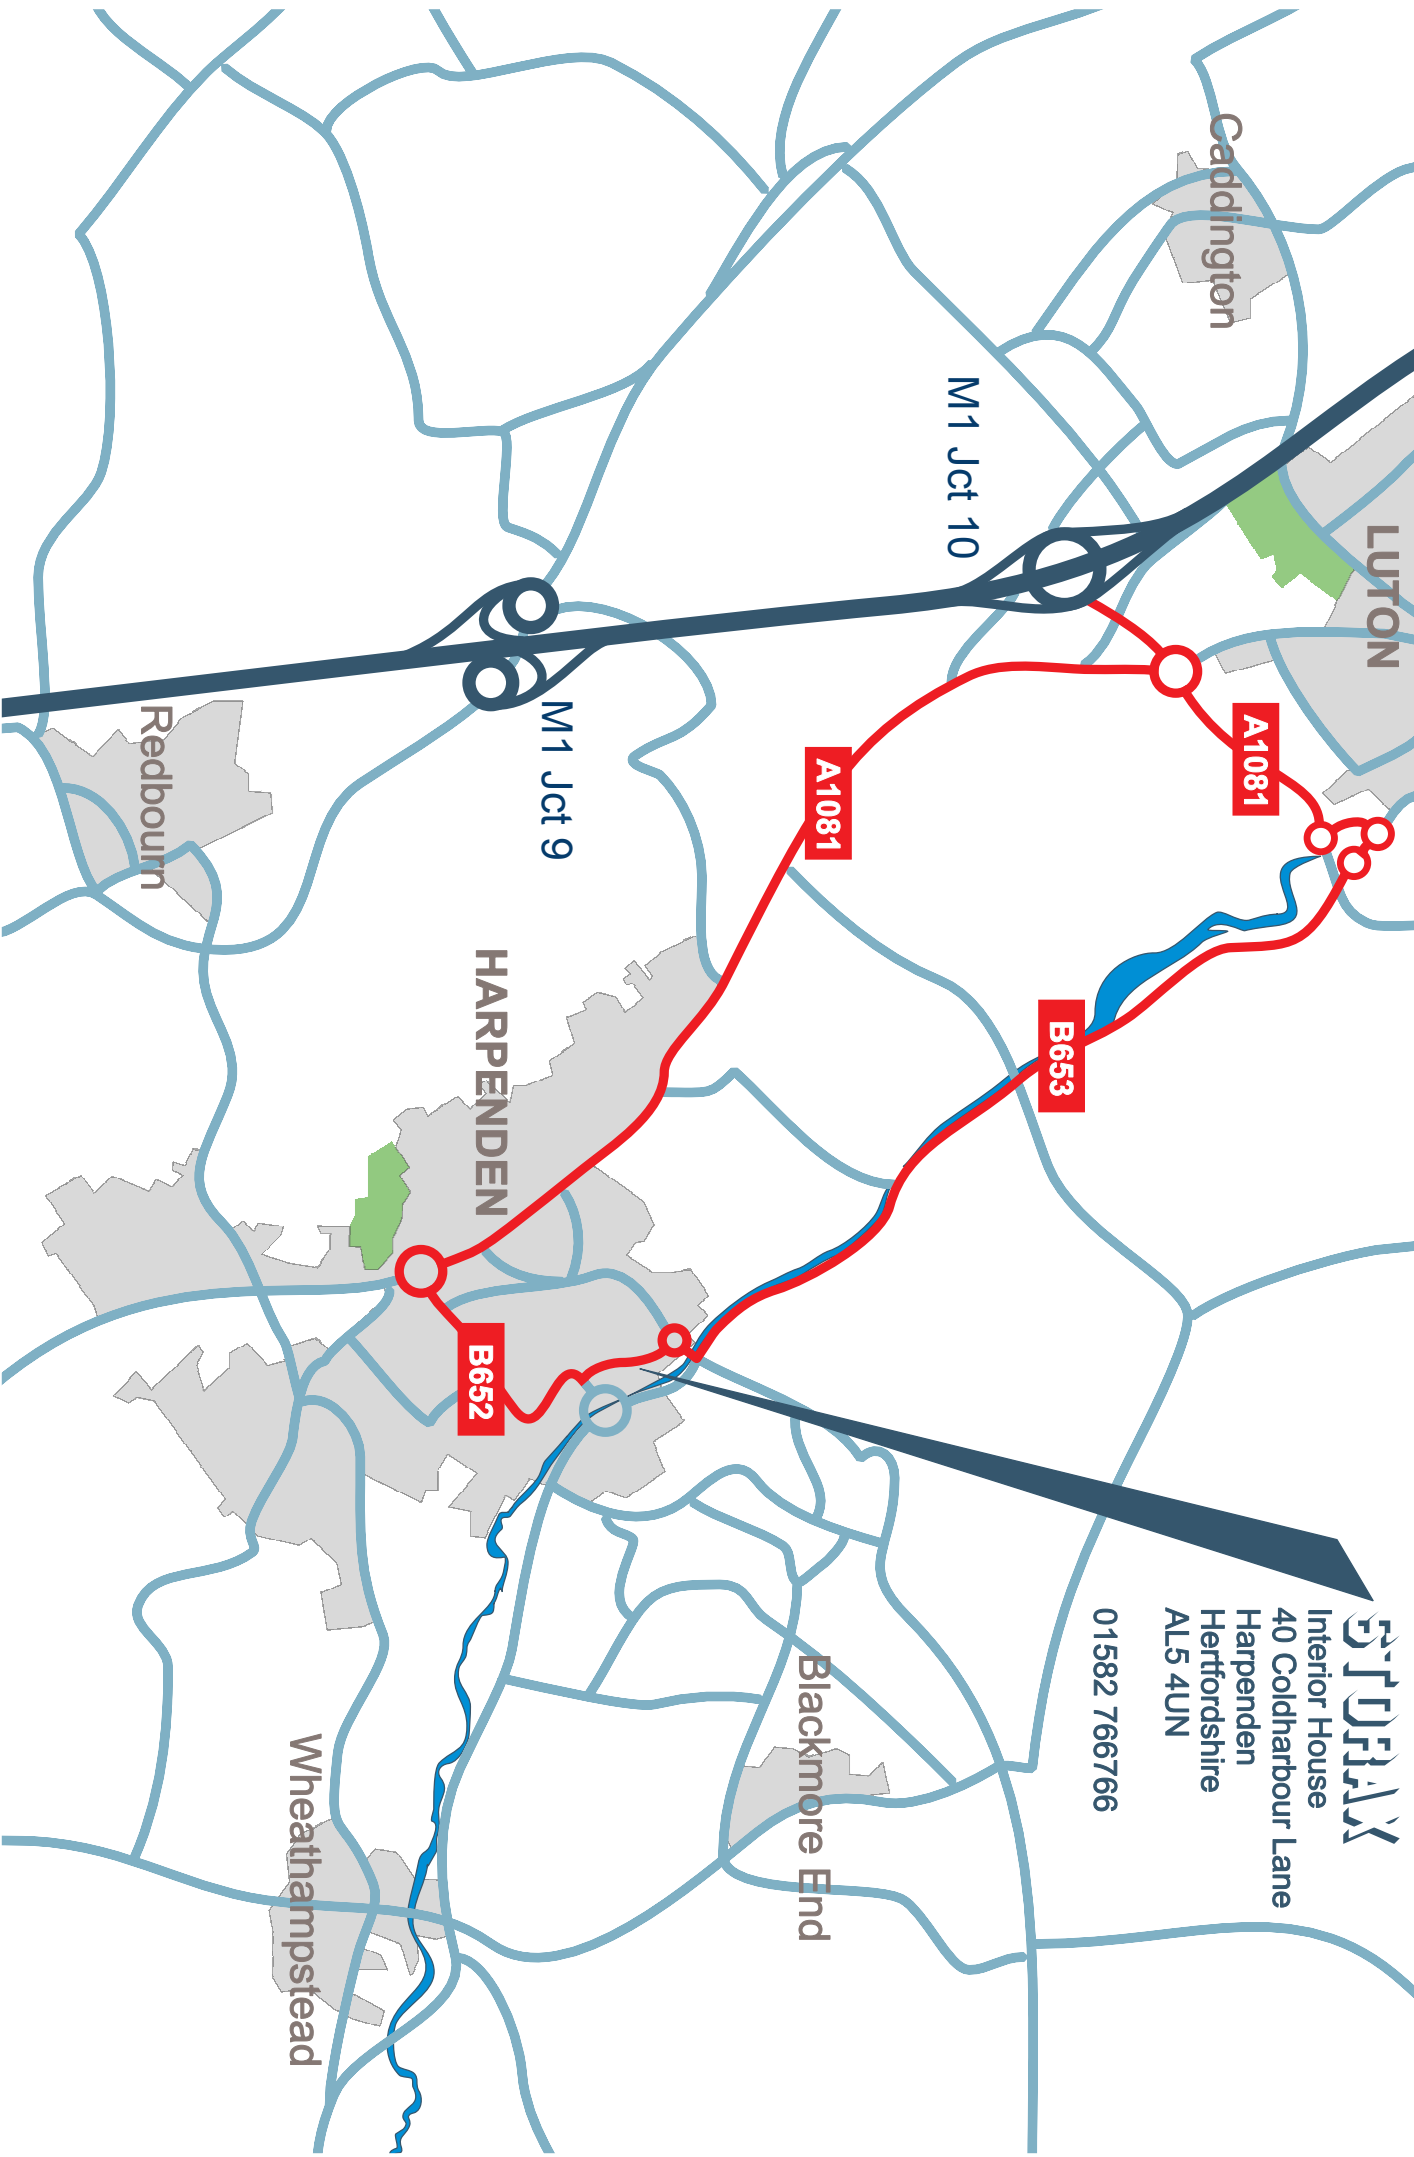 STORAX
Interior House
40 Coldharbour Lane
Harpenden
Hertfordshire
AL5 4UN
01582 766766
LUTON
Caddington
A1081
M1 Jct 10
A1081
B653
M1 Jct 9
HARPENDEN
B652
Blackmore End
Redbourn
Wheathampstead